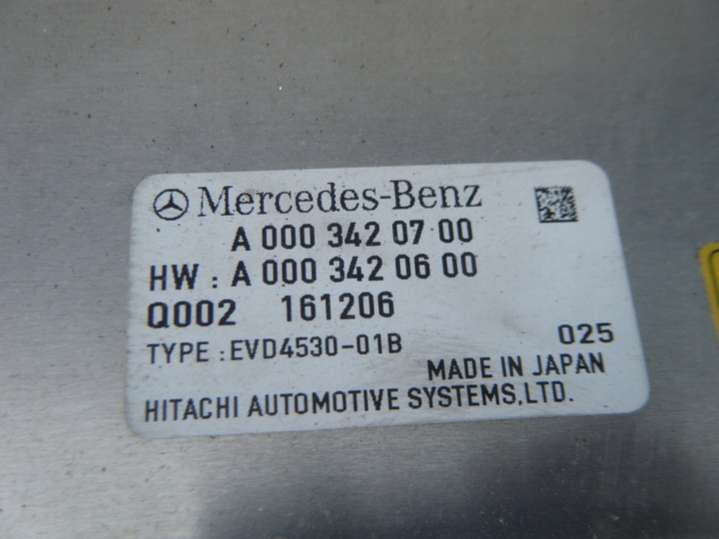 Mercedes-Benz
A 000 342 07 00
HW : A 000 342 06 00
Q002 161206
TYPE : EVD4530-01B 025
MADE IN JAPAN
HITACHI AUTOMOTIVE SYSTEMS,LTD.